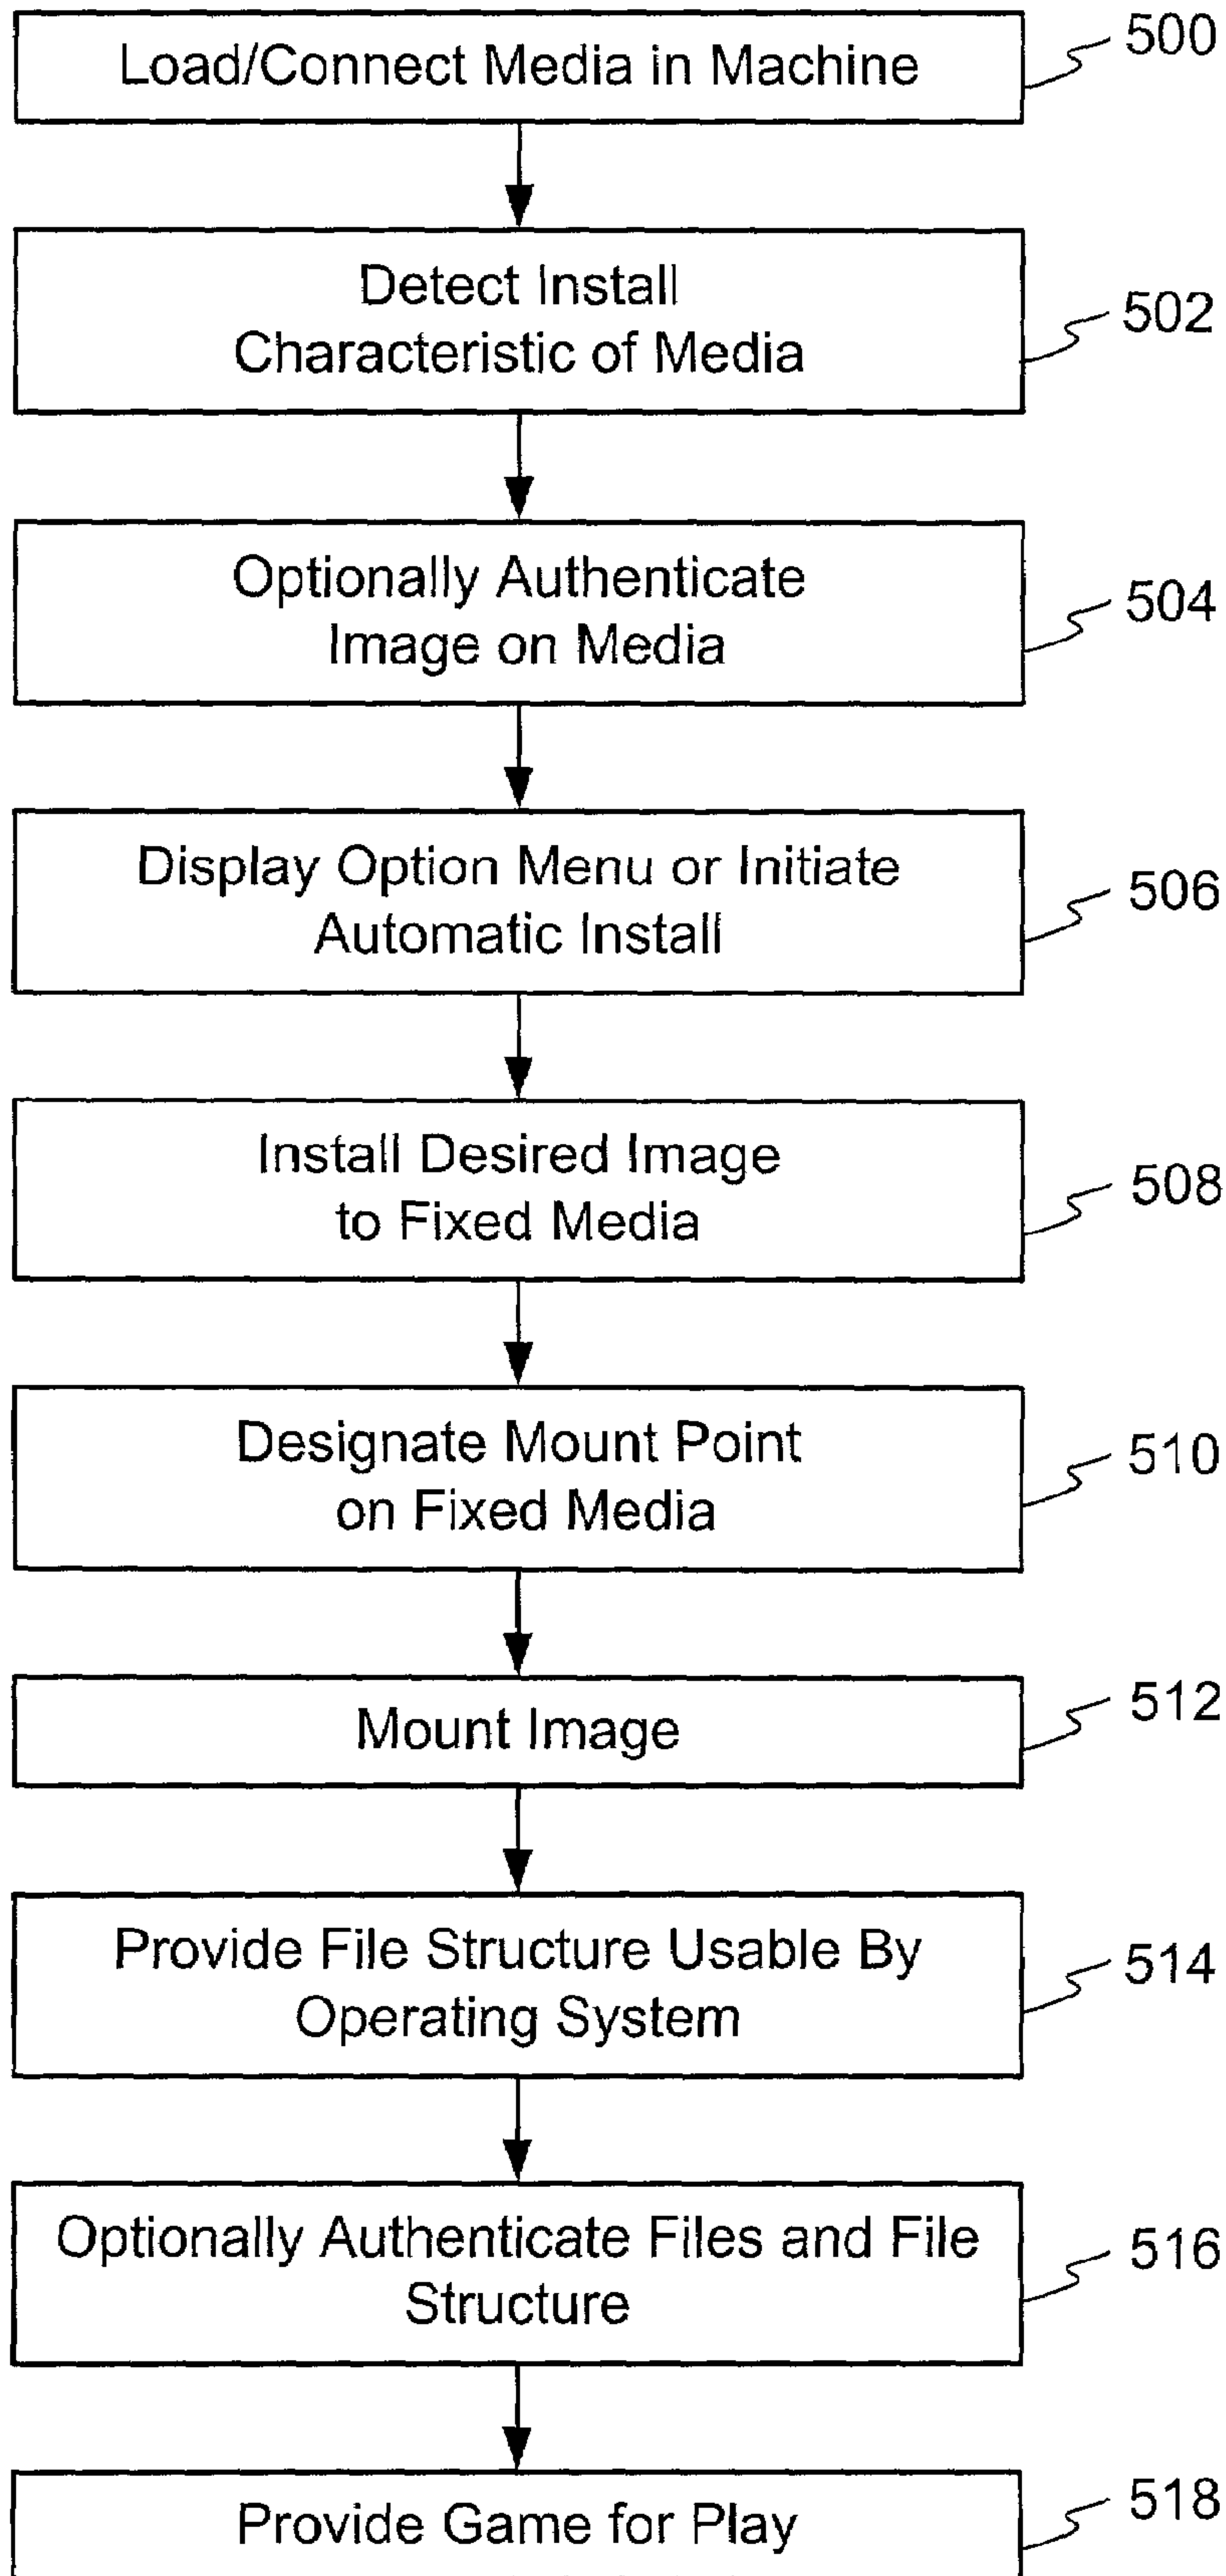 Load/Connect Media in Machine
500
Detect Install
Characteristic of Media
502
Optionally Authenticate
Image on Media
504
Display Option Menu or Initiate
Automatic Install
506
Install Desired Image
to Fixed Media
508
Designate Mount Point
on Fixed Media
510
Mount Image
512
Provide File Structure Usable By
Operating System
514
Optionally Authenticate Files and File
Structure
516
Provide Game for Play
518